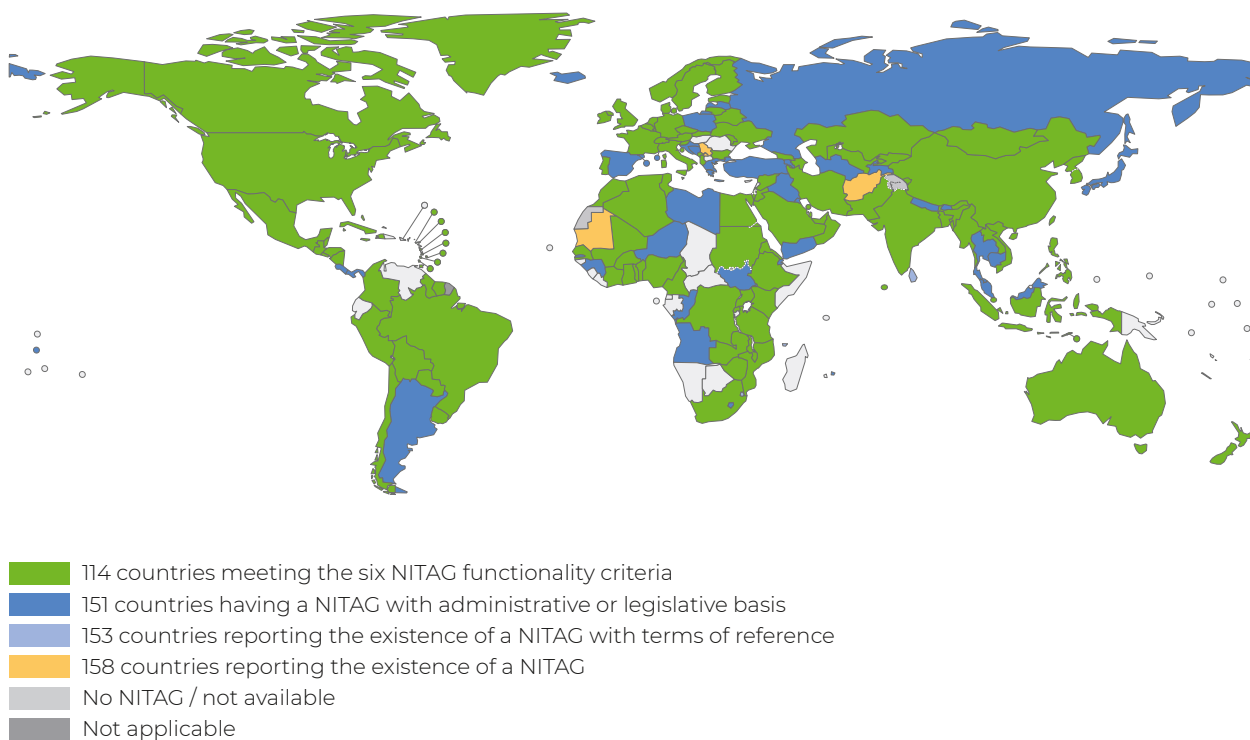 114 countries meeting the six NITAG functionality criteria
151 countries having a NITAG with administrative or legislative basis
153 countries reporting the existence of a NITAG with terms of reference
158 countries reporting the existence of a NITAG
No NITAG / not available
Not applicable